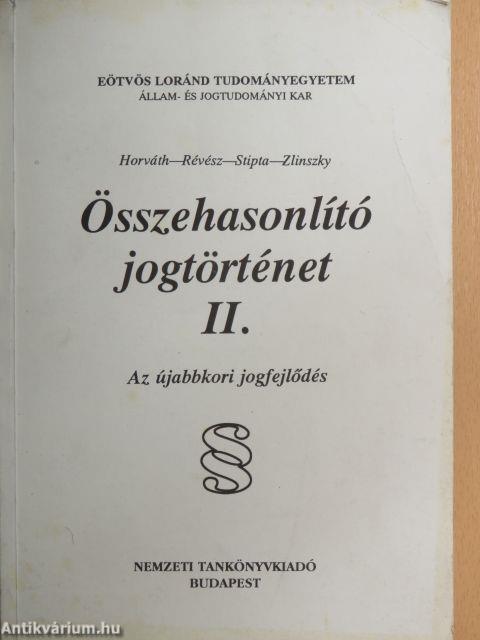 EÖTVÖS LORÁND TUDOMÁNYEGYETEM
ÁLLAM- ÉS JOGTUDOMÁNYI KAR
Horváth—Révész—Stipta—Zlinszky
Összehasonlító
jogtörténet
II.
Az újabbkori jogfejlődés
§
NEMZETI TANKÖNYVKIADÓ
BUDAPEST
Antikvárium.hu